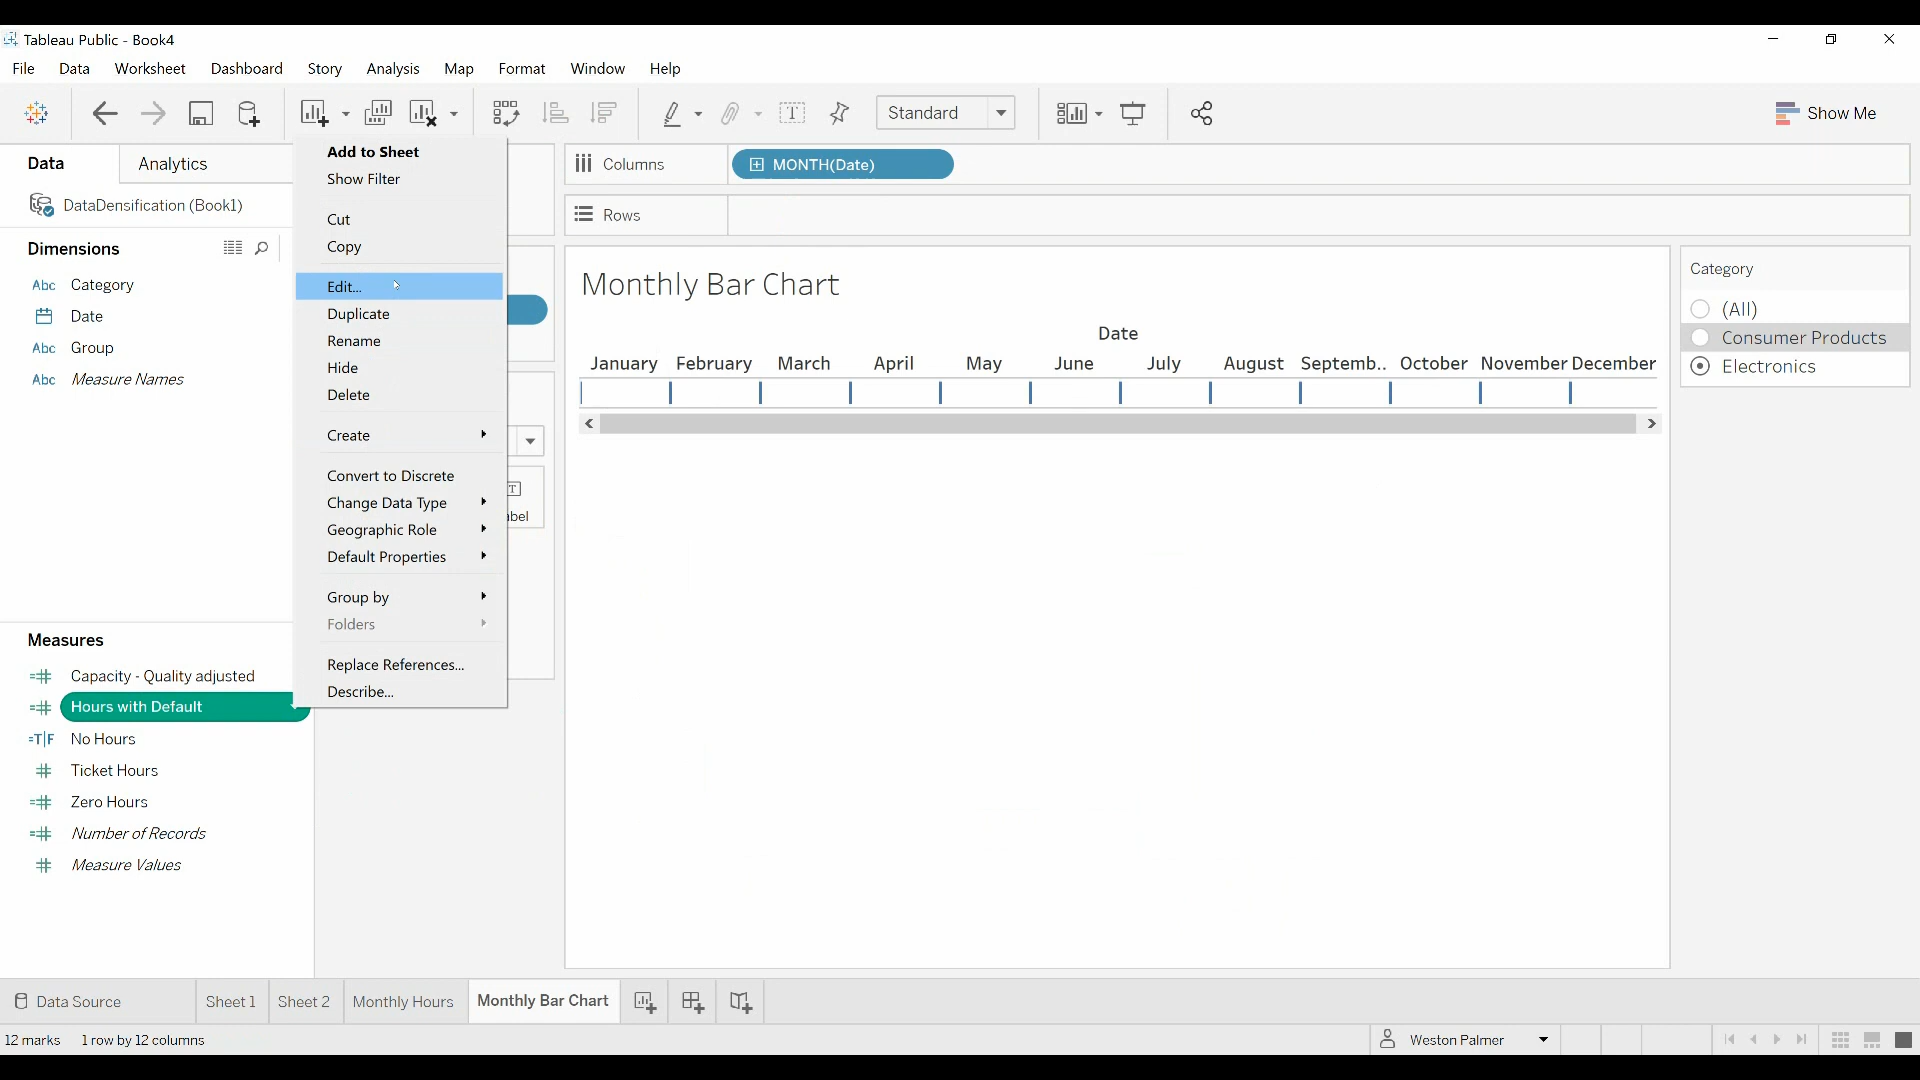 Tableau Public - Book4
File Data Worksheet Dashboard Story Analysis Map Format Window Help
Standard
Show Me
Data
Analytics
DataDensification (Book1)
Dimensions
Abc Category
Date
Abc Group
Abc Measure Names
Measures
Capacity - Quality adjusted
Hours with Default
=T|F No Hours
Ticket Hours
Zero Hours
Number of Records
Measure Values
Add to Sheet
Show Filter
Cut
Copy
Edit...
Duplicate
Rename
Hide
Delete
Create
Convert to Discrete
Change Data Type
Geographic Role
Default Properties
Group by
Folders
Replace References...
Describe...
Columns
MONTH(Date)
Rows
Monthly Bar Chart
Date
January February March April May June July August Septemb.. October November December
Category
(All)
Consumer Products
Electronics
Data Source Sheet 1 Sheet 2 Monthly Hours Monthly Bar Chart
12 marks 1 row by 12 columns
Weston Palmer